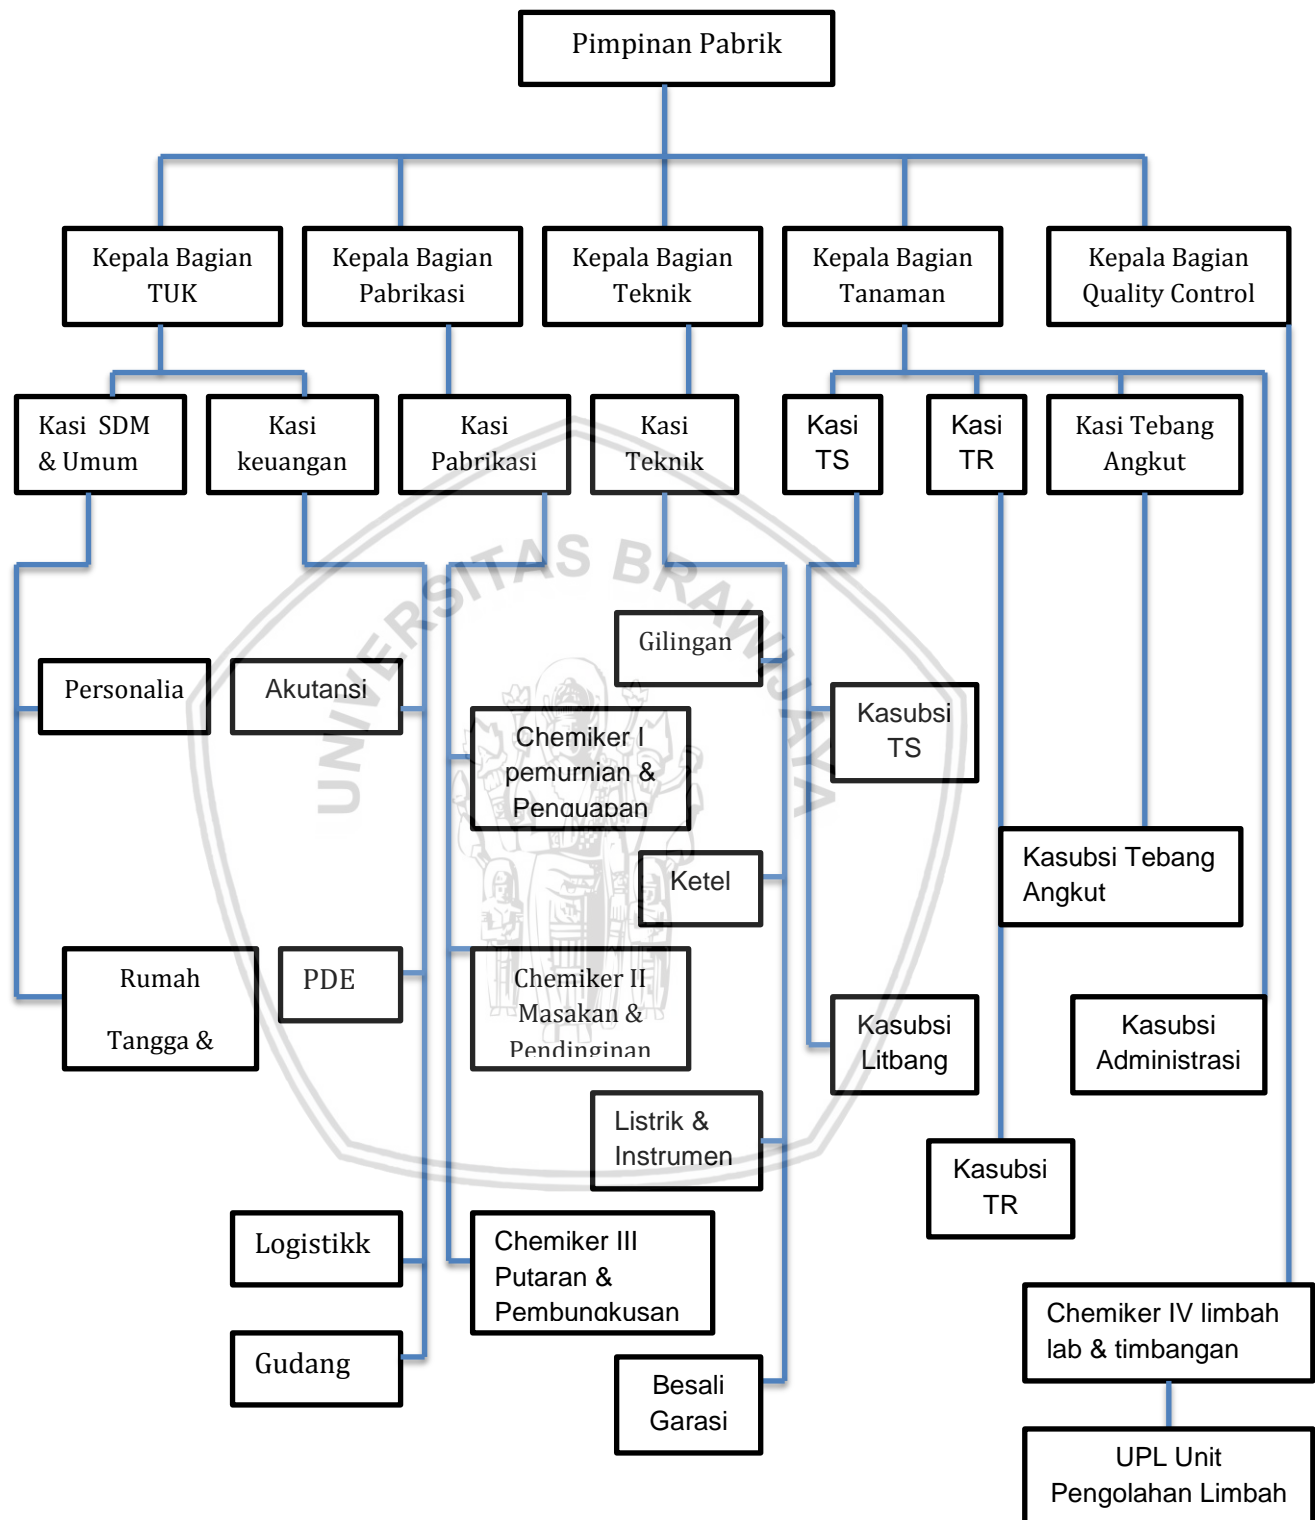 Pimpinan Pabrik
Kepala Bagian
TUK
Kepala Bagian
Pabrikasi
Kepala Bagian
Teknik
Kepala Bagian
Tanaman
Kepala Bagian
Quality Control
Kasi SDM
& Umum
Kasi
keuangan
Kasi
Pabrikasi
Kasi
Teknik
Kasi
TS
Kasi
TR
Kasi Tebang
Angkut
UNIVERSITAS BRAWIJAYA
Gilingan
Personalia
Akutansi
Chemiker I
pemurnian &
Penguapan
Kasubsi
TS
Ketel
Kasubsi Tebang
Angkut
Rumah
Tangga &
PDE
Chemiker II
Masakan &
Pendinginan
Kasubsi
Litbang
Kasubsi
Administrasi
Listrik &
Instrumen
Kasubsi
TR
Logistikk
Chemiker III
Putaran &
Pembungkusan
Chemiker IV limbah
lab & timbangan
Gudang
Besali
Garasi
UPL Unit
Pengolahan Limbah